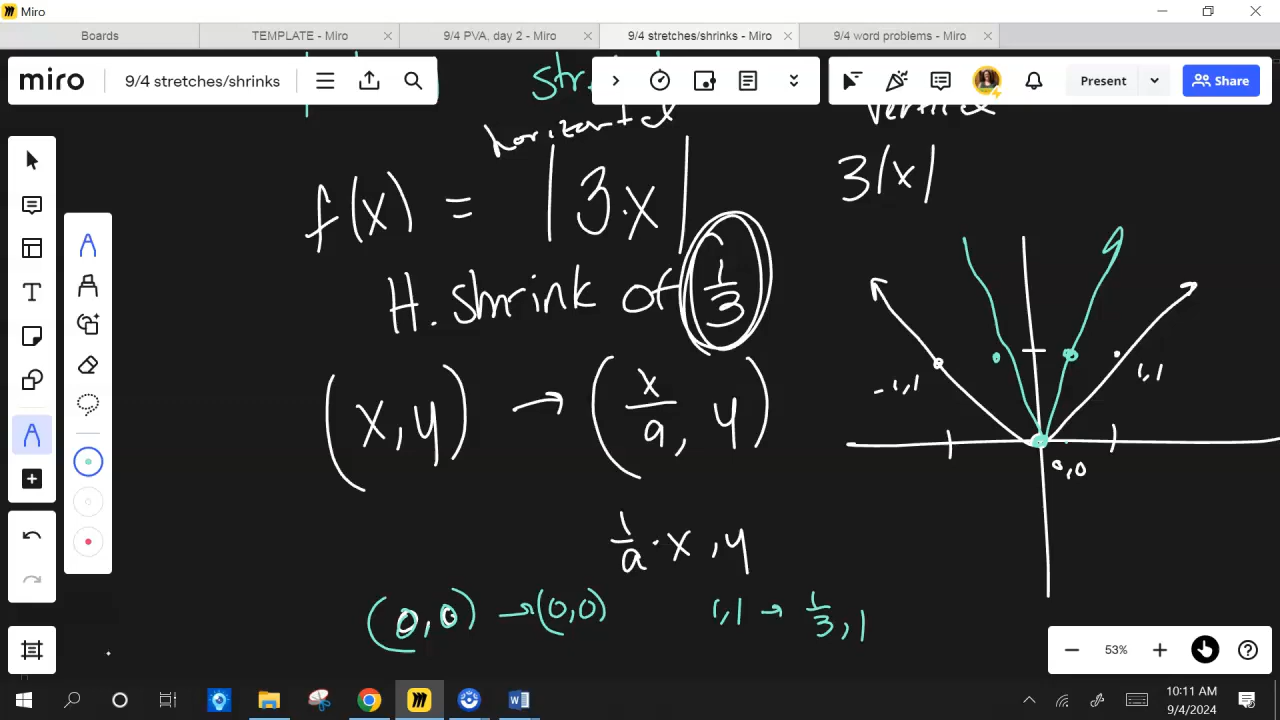 Miro
Boards
TEMPLATE - Miro
9/4 PVA, day 2 - Miro
9/4 stretches/shrinks - Miro
9/4 word problems - Miro
miro
9/4 stretches/shrinks
Present
Share
horizontal
vertical
f(x) = |3·x|
3|x|
H. shrink of 1/3
(x,y) → (x/a, y)
-1,1
1,1
0,0
1/a · x, y
(0,0) → (0,0)
1,1 → 1/3, 1
53%
10:11 AM
9/4/2024